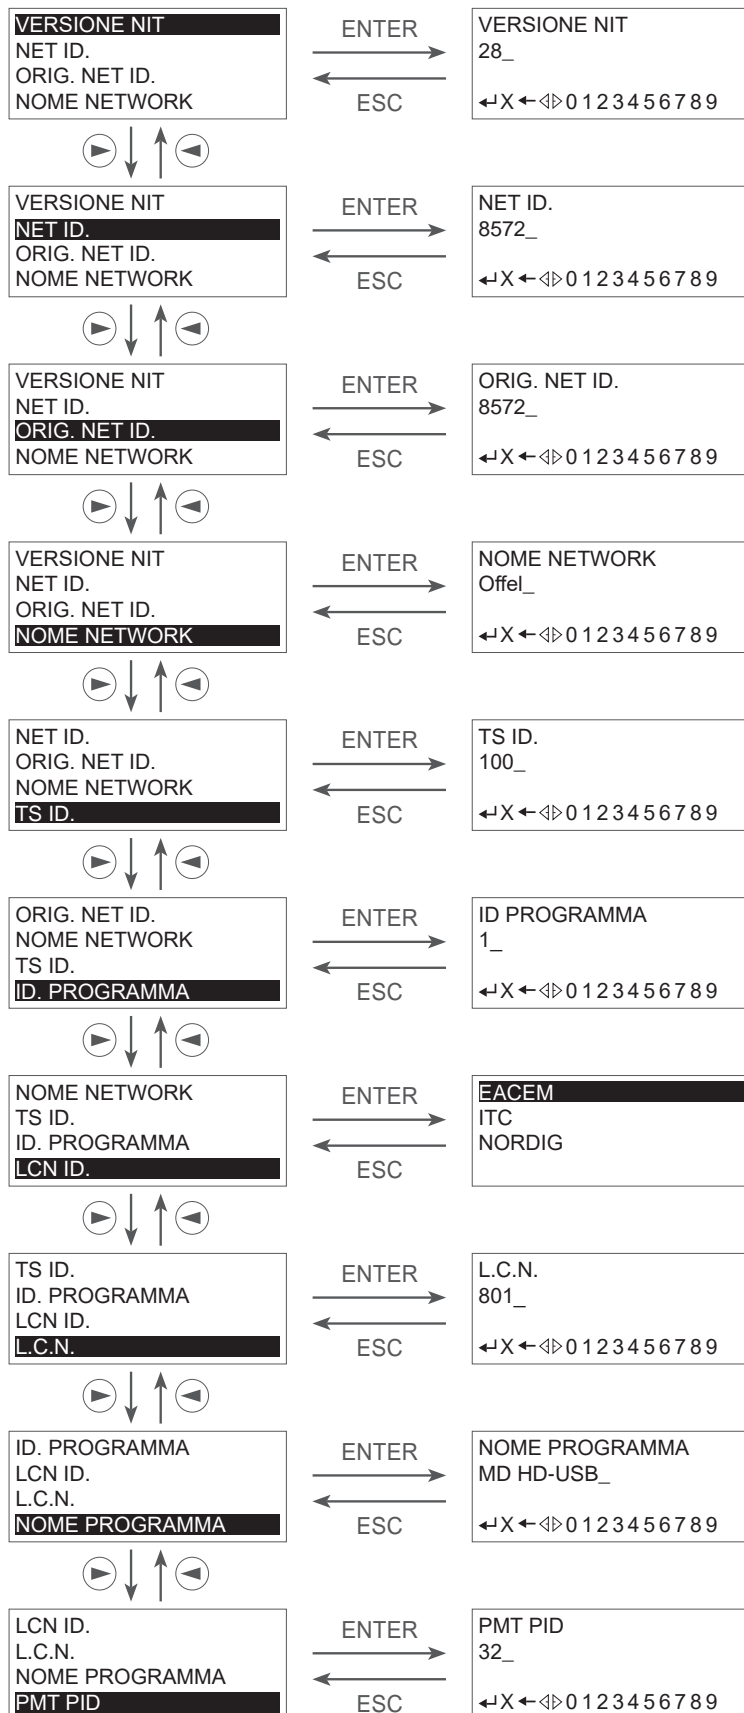 VERSIONE NIT
NET ID.
ORIG. NET ID.
NOME NETWORK
ENTER
ESC
VERSIONE NIT
28_
↵X←◁▷0123456789
VERSIONE NIT
NET ID.
ORIG. NET ID.
NOME NETWORK
ENTER
ESC
NET ID.
8572_
↵X←◁▷0123456789
VERSIONE NIT
NET ID.
ORIG. NET ID.
NOME NETWORK
ENTER
ESC
ORIG. NET ID.
8572_
↵X←◁▷0123456789
VERSIONE NIT
NET ID.
ORIG. NET ID.
NOME NETWORK
ENTER
ESC
NOME NETWORK
Offel_
↵X←◁▷0123456789
NET ID.
ORIG. NET ID.
NOME NETWORK
TS ID.
ENTER
ESC
TS ID.
100_
↵X←◁▷0123456789
ORIG. NET ID.
NOME NETWORK
TS ID.
ID. PROGRAMMA
ENTER
ESC
ID PROGRAMMA
1_
↵X←◁▷0123456789
NOME NETWORK
TS ID.
ID. PROGRAMMA
LCN ID.
ENTER
ESC
EACEM
ITC
NORDIG
TS ID.
ID. PROGRAMMA
LCN ID.
L.C.N.
ENTER
ESC
L.C.N.
801_
↵X←◁▷0123456789
ID. PROGRAMMA
LCN ID.
L.C.N.
NOME PROGRAMMA
ENTER
ESC
NOME PROGRAMMA
MD HD-USB_
↵X←◁▷0123456789
LCN ID.
L.C.N.
NOME PROGRAMMA
PMT PID
ENTER
ESC
PMT PID
32_
↵X←◁▷0123456789